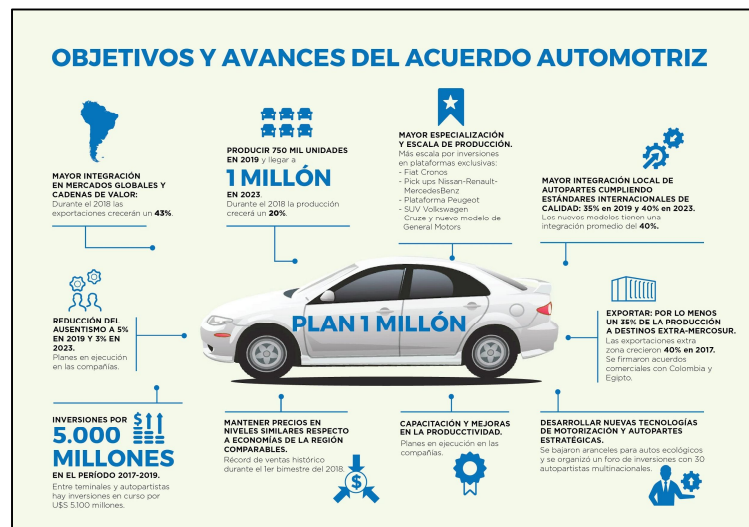 OBJETIVOS Y AVANCES DEL ACUERDO AUTOMOTRIZ
MAYOR INTEGRACIÓN
EN MERCADOS GLOBALES Y
CADENAS DE VALOR:
Durante el 2018 las
exportaciones crecerán un 43%.
PRODUCIR 750 MIL UNIDADES
EN 2019 y llegar a
1 MILLÓN
EN 2023
Durante el 2018 la producción
crecerá un 20%.
MAYOR ESPECIALIZACIÓN
Y ESCALA DE PRODUCCIÓN.
Más escala por inversiones
en plataformas exclusivas:
- Fiat Cronos
- Pick ups Nissan-Renault-
MercedesBenz
- Plataforma Peugeot
- SUV Volkswagen
Cruze y nuevo modelo de
General Motors
MAYOR INTEGRACIÓN LOCAL DE
AUTOPARTES CUMPLIENDO
ESTÁNDARES INTERNACIONALES DE
CALIDAD: 35% en 2019 y 40% en 2023.
Los nuevos modelos tienen una
integración promedio del 40%.
REDUCCIÓN DEL
AUSENTISMO A 5%
EN 2019 Y 3% EN
2023.
Planes en ejecución
en las compañías.
PLAN 1 MILLÓN
EXPORTAR: POR LO MENOS
UN 35% DE LA PRODUCCIÓN
A DESTINOS EXTRA-MERCOSUR.
Las exportaciones extra
zona crecieron 40% en 2017.
Se firmaron acuerdos
comerciales con Colombia y
Egipto.
INVERSIONES POR
5.000
MILLONES
EN EL PERÍODO 2017-2019.
Entre teminales y autopartistas
hay inversiones en curso por
U$S 5.100 millones.
MANTENER PRECIOS EN
NIVELES SIMILARES RESPECTO
A ECONOMÍAS DE LA REGIÓN
COMPARABLES.
Récord de ventas histórico
durante el 1er bimestre del 2018.
CAPACITACIÓN Y MEJORAS
EN LA PRODUCCTIVIDAD.
Planes en ejecución en las
compañías.
DESARROLLAR NUEVAS TECNOLOGÍAS
DE MOTORIZACIÓN Y AUTOPARTES
ESTRATÉGICAS.
Se bajaron aranceles para autos ecológicos
y se organizó un foro de inversiones con 30
autopartistas multinacionales.